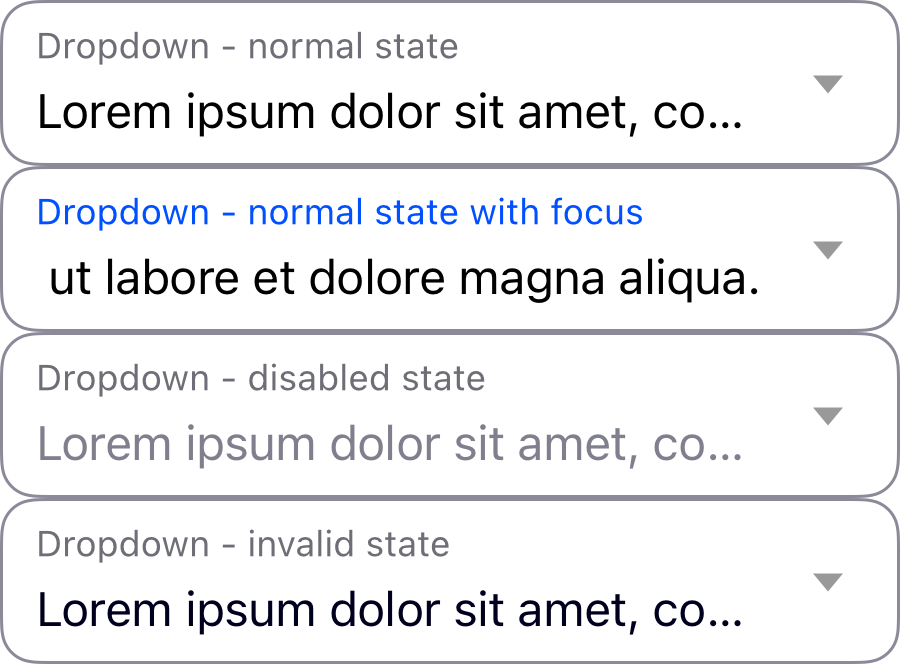 Dropdown - normal state
Lorem ipsum dolor sit amet, co...
Dropdown - normal state with focus
ut labore et dolore magna aliqua.
Dropdown - disabled state
Lorem ipsum dolor sit amet, co...
Dropdown - invalid state
Lorem ipsum dolor sit amet, co...